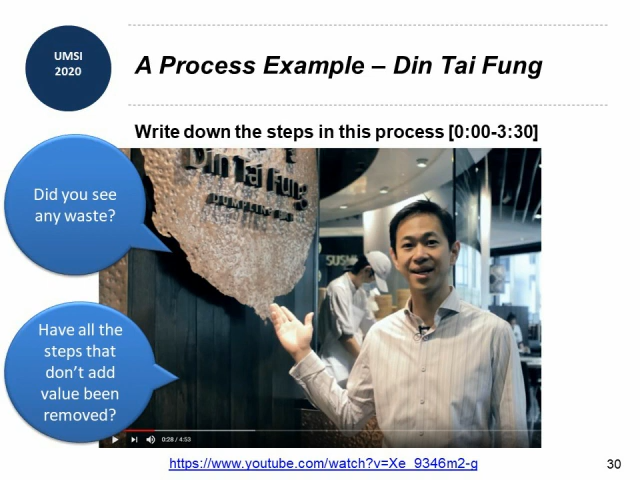 UMSI
2020
A Process Example – Din Tai Fung
Write down the steps in this process [0:00-3:30]
Did you see
any waste?
Din Tai Fung
SUSHI
Have all the
steps that
don’t add
value been
removed?
0:28 / 4:53
https://www.youtube.com/watch?v=Xe_9346m2-g
30